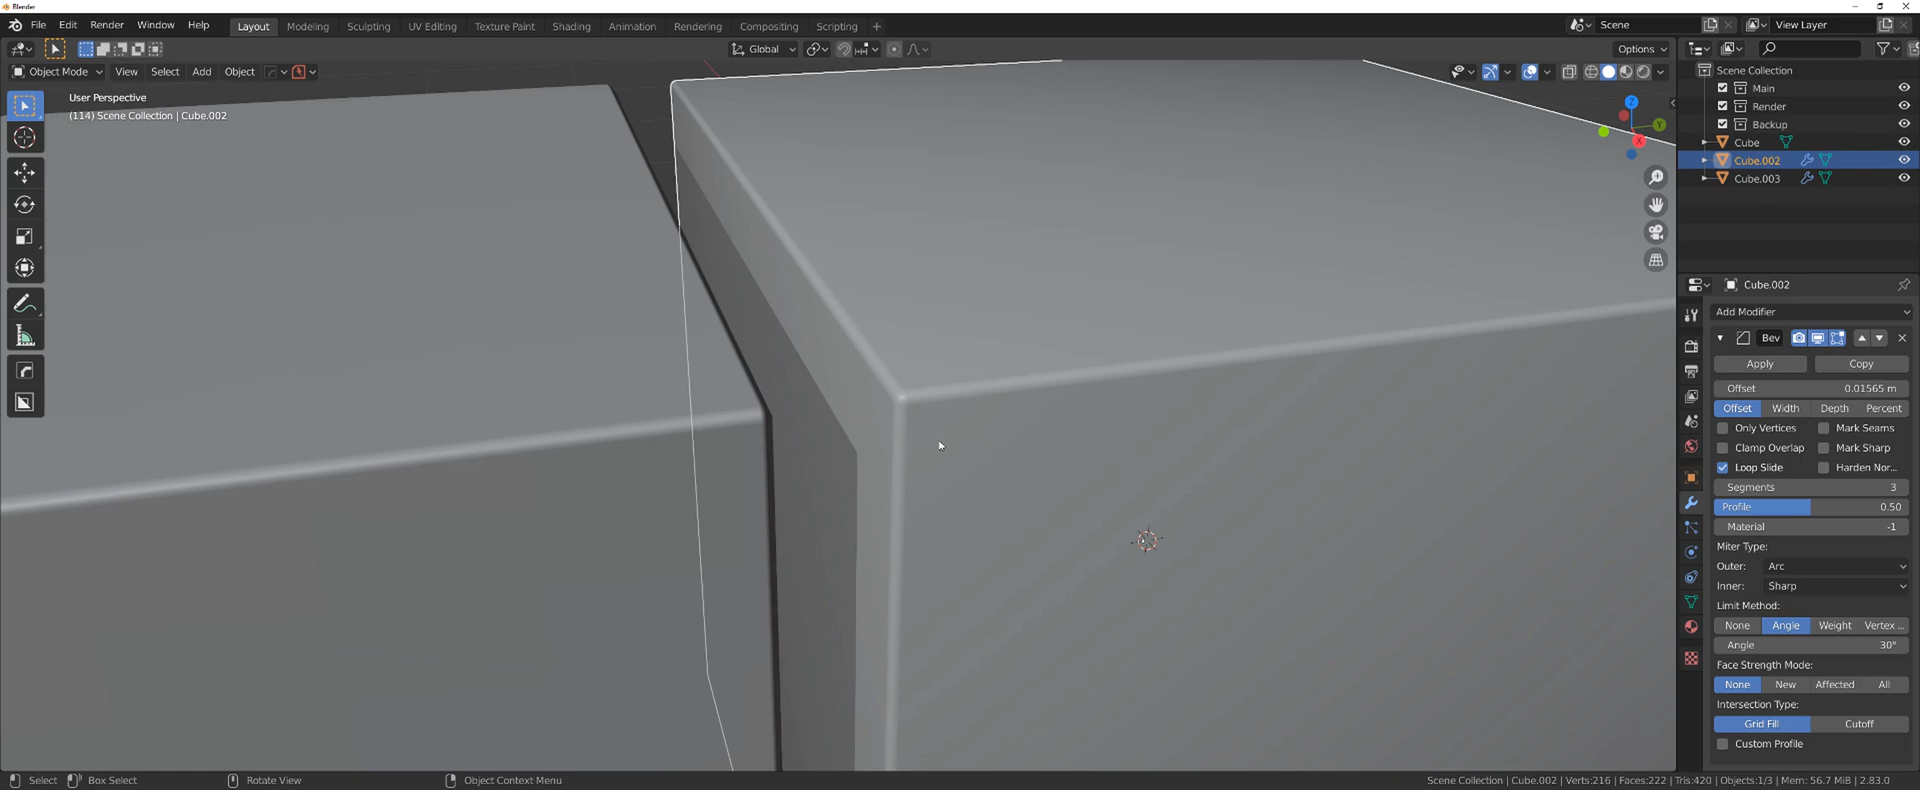 Blender
File Edit Render Window Help Layout Modeling Sculpting UV Editing Texture Paint Shading Animation Rendering Compositing Scripting + Scene View Layer
Global Options
Object Mode View Select Add Object
User Perspective
(114) Scene Collection | Cube.002
Z
Y
X
Scene Collection
Main
Render
Backup
Cube
Cube.002
Cube.003
Cube.002
Add Modifier
Bev
Apply Copy
Offset 0.01565 m
Offset Width Depth Percent
Only Vertices Mark Seams
Clamp Overlap Mark Sharp
Loop Slide Harden Nor...
Segments 3
Profile 0.50
Material -1
Miter Type:
Outer: Arc
Inner: Sharp
Limit Method:
None Angle Weight Vertex ...
Angle 30°
Face Strength Mode:
None New Affected All
Intersection Type:
Grid Fill Cutoff
Custom Profile
Select Box Select Rotate View Object Context Menu Scene Collection | Cube.002 | Verts:216 | Faces:222 | Tris:420 | Objects:1/3 | Mem: 56.7 MiB | 2.83.0